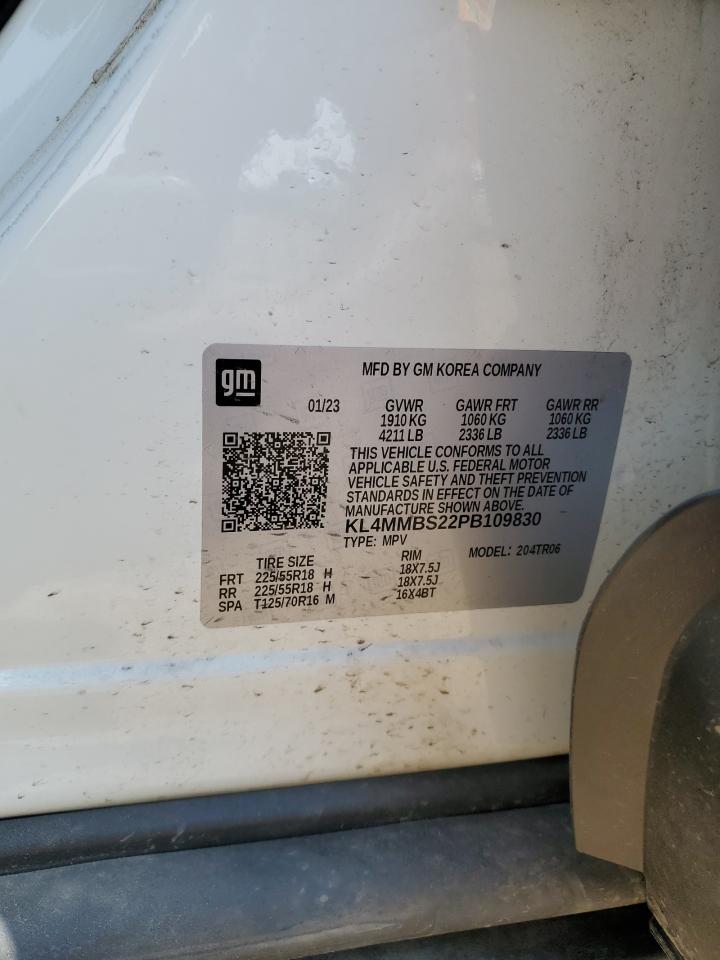 gm
MFD BY GM KOREA COMPANY
01/23 GVWR GAWR FRT GAWR RR
1910 KG 1060 KG 1060 KG
4211 LB 2336 LB 2336 LB
THIS VEHICLE CONFORMS TO ALL
APPLICABLE U.S. FEDERAL MOTOR
VEHICLE SAFETY AND THEFT PREVENTION
STANDARDS IN EFFECT ON THE DATE OF
MANUFACTURE SHOWN ABOVE.
KL4MMBS22PB109830
TYPE: MPV MODEL: 204TR06
TIRE SIZE RIM
FRT 225/55R18 H 18X7.5J
RR 225/55R18 H 18X7.5J
SPA T125/70R16 M 16X4BT